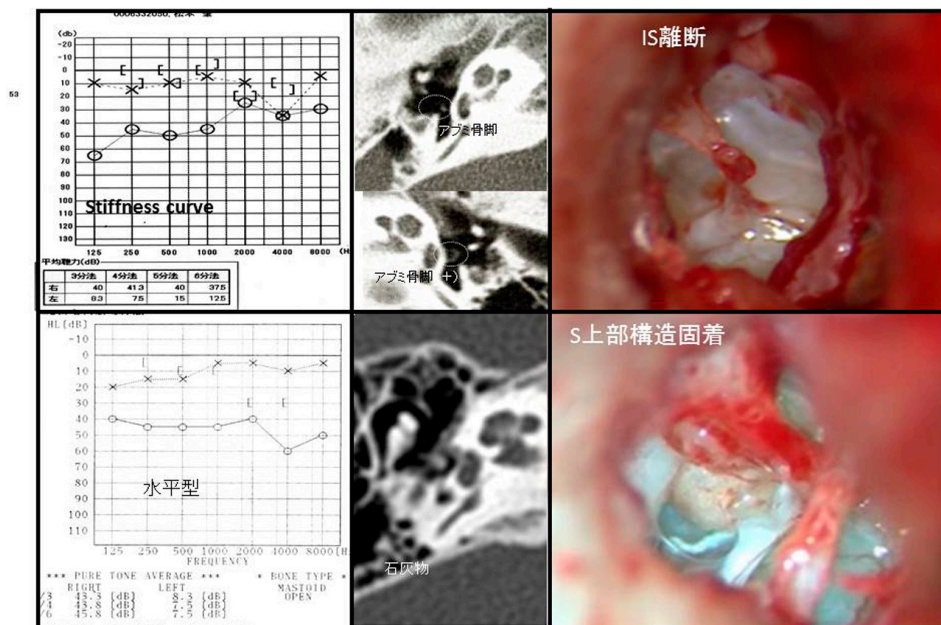 53
(db)
-20
-10
0
10
20
30
40
50
60
70
80
90
100
110
120
130
Stiffness curve
125 250 500 1000 2000 4000 8000 (H
平均聴力(dB)
3分法 4分法 5分法 6分法
右 40 41.3 40 37.5
左 8.3 7.5 15 12.5
アブミ骨脚
アブミ骨脚(+)
IS離断
HL [dB]
-10
0
10
20
30
40
50
60
70
80
90
100
110
水平型
125 250 500 1000 2000 4000 8000[H
FREQUENCY
*** PURE TONE AVERAGE *** * BONE TYPE *
RIGHT LEFT MASTOID
/3 43.3 [dB] 8.3 [dB] OPEN
/4 43.8 [dB] 7.5 [dB]
/6 45.8 [dB] 7.5 [dB]
石灰物
S上部構造固着